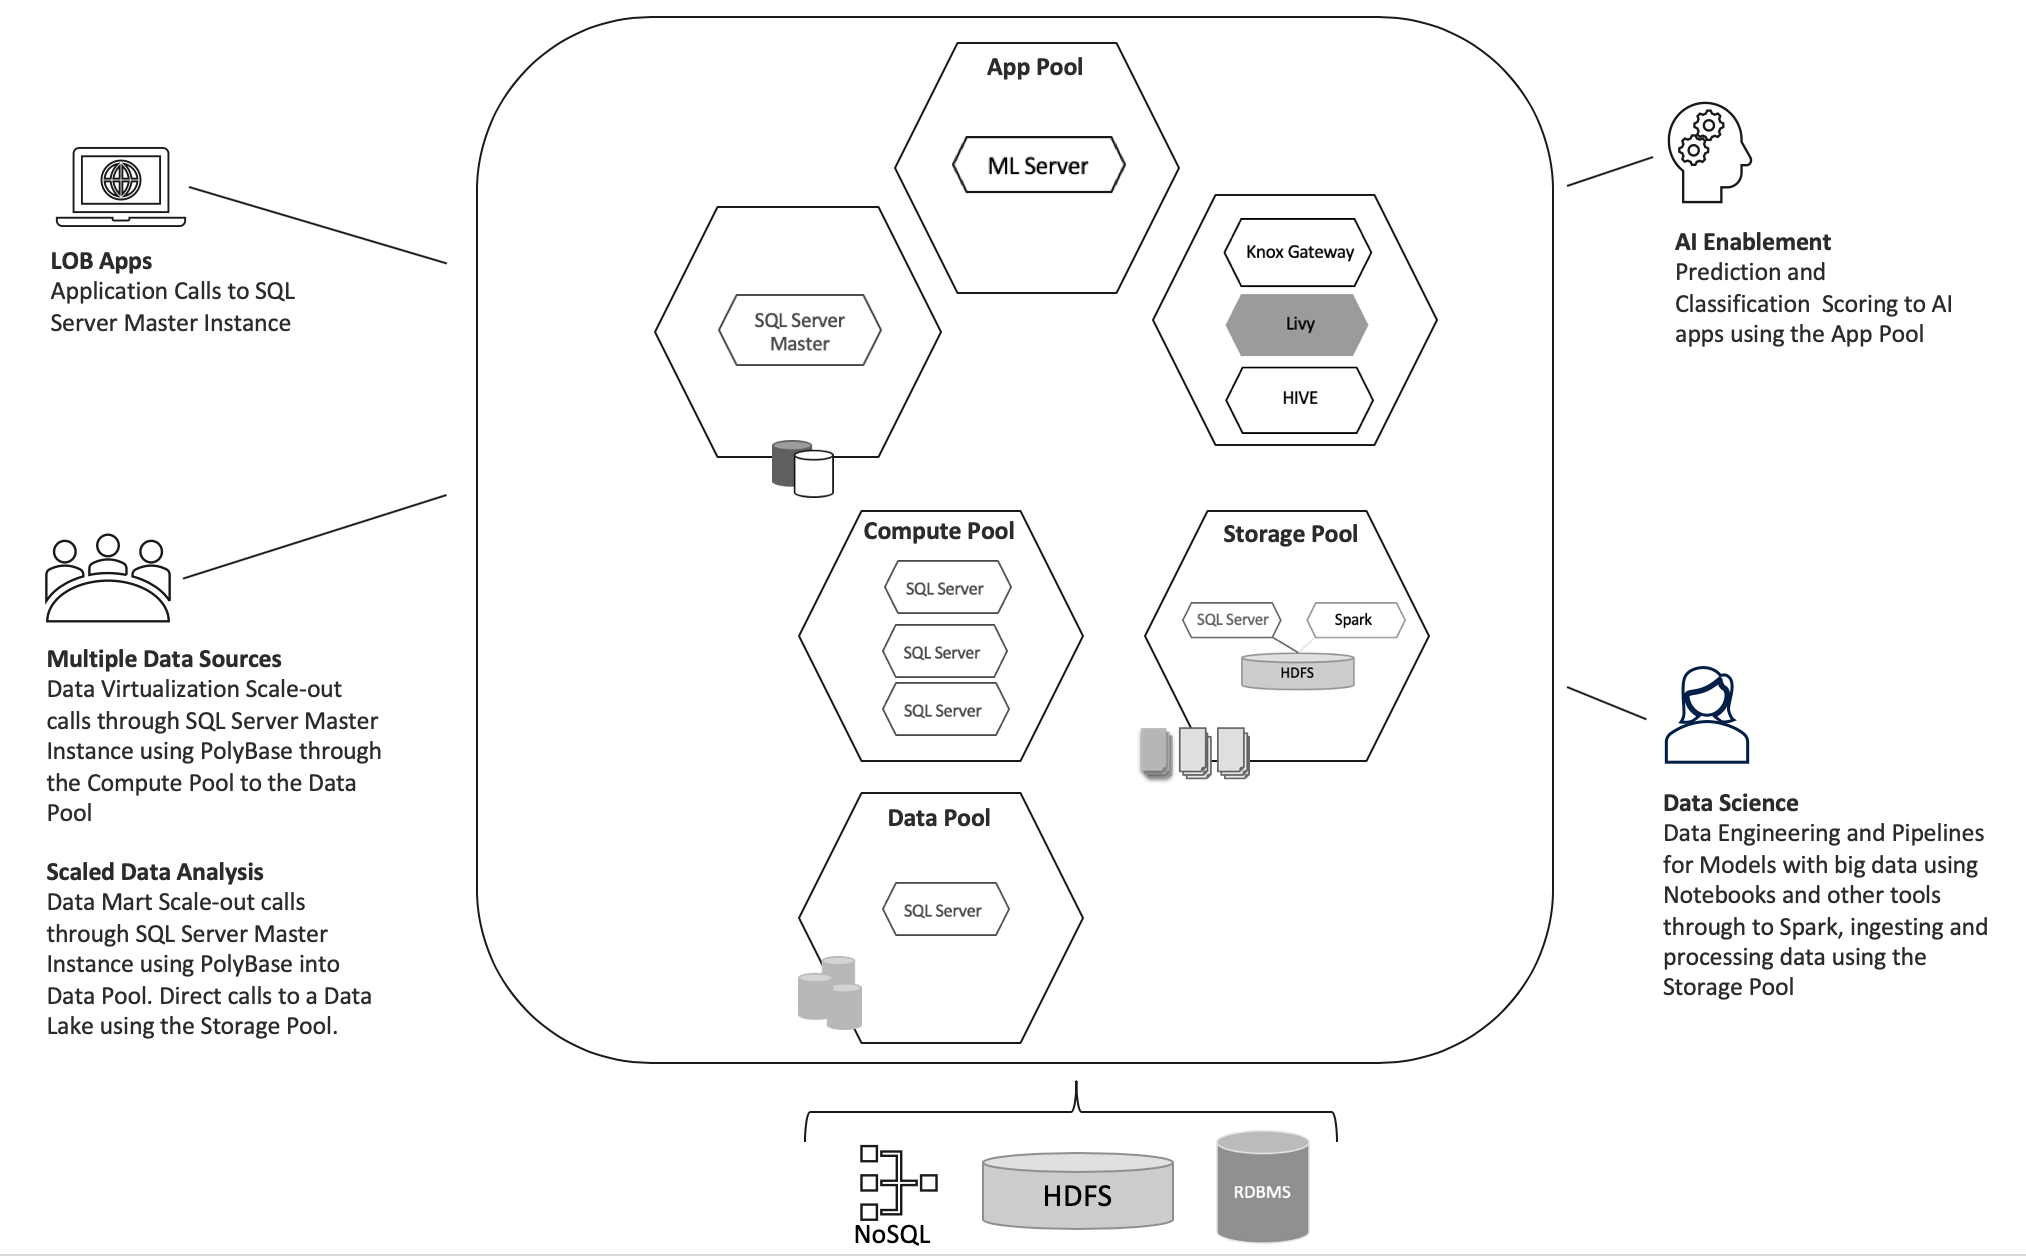 App Pool
ML Server
SQL Server
Master
Knox Gateway
Livy
HIVE
Compute Pool
SQL Server
SQL Server
SQL Server
Storage Pool
SQL Server
Spark
HDFS
Data Pool
SQL Server
LOB Apps
Application Calls to SQL
Server Master Instance
Multiple Data Sources
Data Virtualization Scale-out
calls through SQL Server Master
Instance using PolyBase through
the Compute Pool to the Data
Pool
Scaled Data Analysis
Data Mart Scale-out calls
through SQL Server Master
Instance using PolyBase into
Data Pool. Direct calls to a Data
Lake using the Storage Pool.
AI Enablement
Prediction and
Classification  Scoring to AI
apps using the App Pool
Data Science
Data Engineering and Pipelines
for Models with big data using
Notebooks and other tools
through to Spark, ingesting and
processing data using the
Storage Pool
NoSQL
HDFS
RDBMS